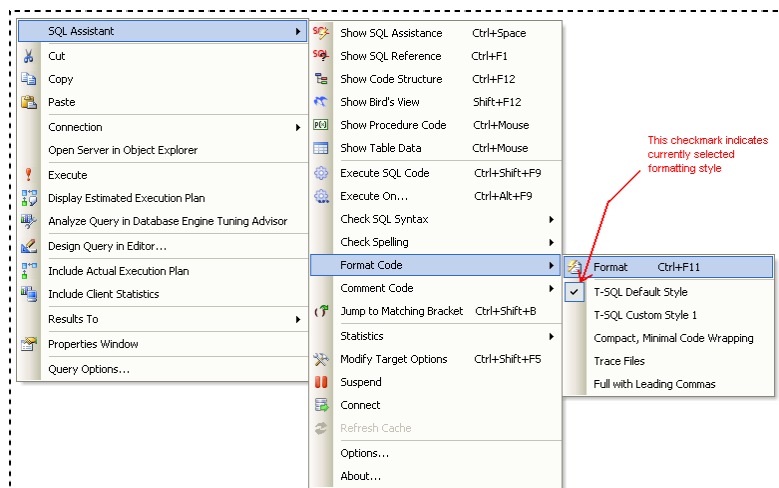 SQL Assistant
Cut
Copy
Paste
Connection
Open Server in Object Explorer
Execute
Display Estimated Execution Plan
Analyze Query in Database Engine Tuning Advisor
Design Query in Editor...
Include Actual Execution Plan
Include Client Statistics
Results To
Properties Window
Query Options...
SQL Show SQL Assistance Ctrl+Space
SQL Show SQL Reference Ctrl+F1
Show Code Structure Ctrl+F12
Show Bird's View Shift+F12
Show Procedure Code Ctrl+Mouse
Show Table Data Ctrl+Mouse
Execute SQL Code Ctrl+Shift+F9
Execute On... Ctrl+Alt+F9
Check SQL Syntax
Check Spelling
Format Code
Comment Code
Jump to Matching Bracket Ctrl+Shift+B
Statistics
Modify Target Options Ctrl+Shift+F5
Suspend
Connect
Refresh Cache
Options...
About...
This checkmark indicates
currently selected
formatting style
Format Ctrl+F11
T-SQL Default Style
T-SQL Custom Style 1
Compact, Minimal Code Wrapping
Trace Files
Full with Leading Commas